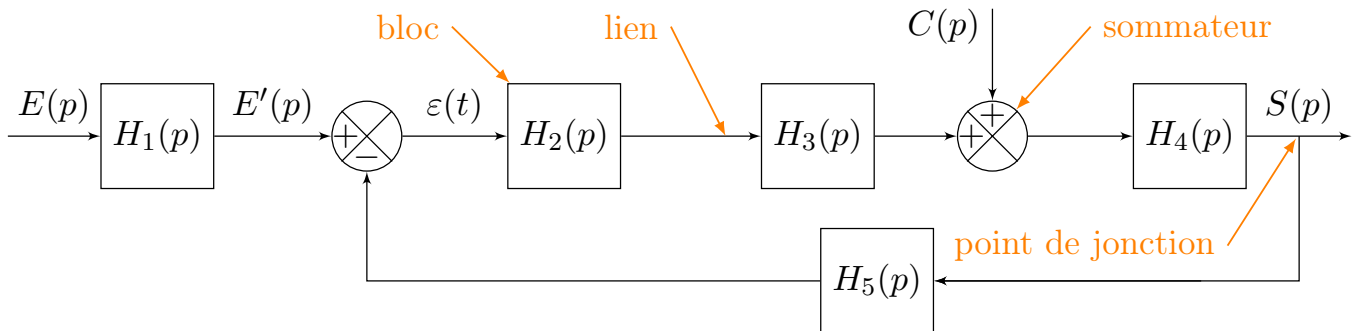 bloc
lien
C(p)
sommateur
E(p)
H₁(p)
E′(p)
+
−
ε(t)
H₂(p)
H₃(p)
+
+
H₄(p)
S(p)
point de jonction
H₅(p)